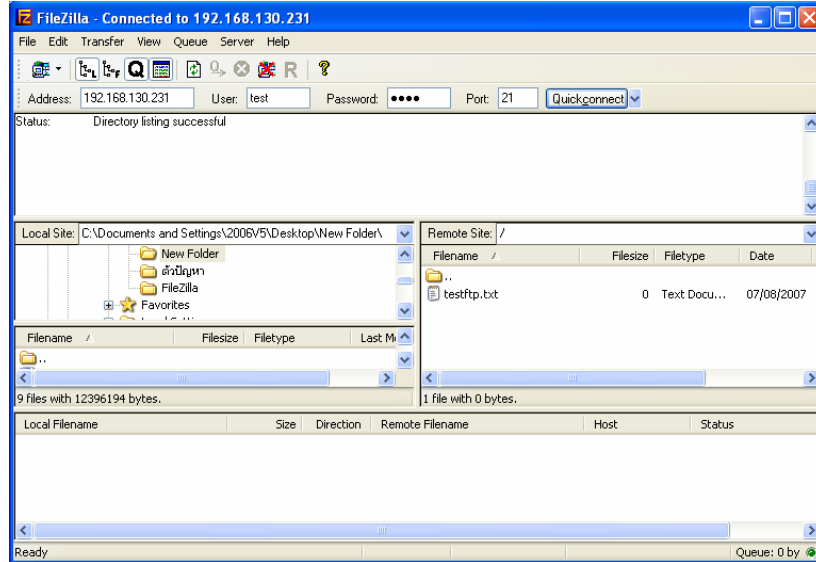 FileZilla - Connected to 192.168.130.231
File Edit Transfer View Queue Server Help
Address: 192.168.130.231 User: test Password: •••• Port: 21 Quickconnect
Status: Directory listing successful
Local Site: C:\Documents and Settings\2006V5\Desktop\New Folder\
New Folder
ตัวปัญหา
FileZilla
Favorites
Filename Filesize Filetype Last M
..
9 files with 12396194 bytes.
Remote Site: /
Filename Filesize Filetype Date
..
testftp.txt 0 Text Docu... 07/08/2007
1 file with 0 bytes.
Local Filename Size Direction Remote Filename Host Status
Ready Queue: 0 by